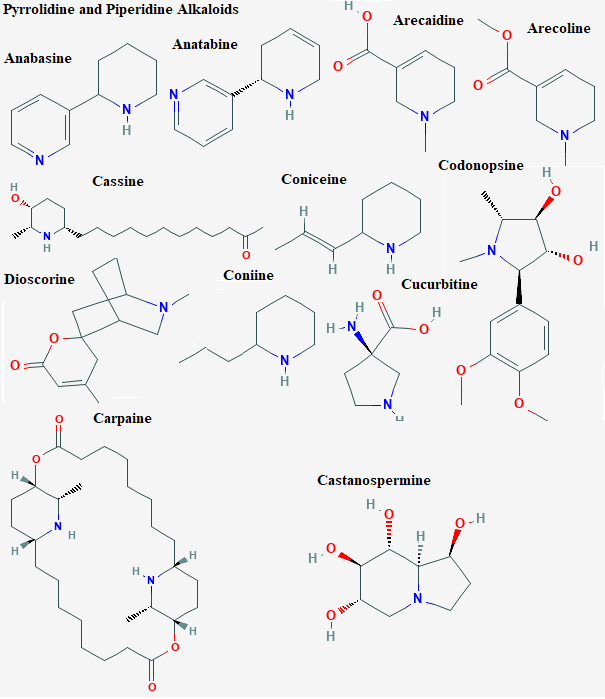 Pyrrolidine and Piperidine Alkaloids
Anabasine
Anatabine
Arecaidine
Arecoline
N
H
N
N
N
H
H
O
O
N
O
O
N
Cassine
Coniceine
Codonopsine
H
O
N
H
O
H
H
N
H
H
O
N
O
H
O
O
Dioscorine
Coniine
Cucurbitine
N
O
O
N
H
H
H
N
O
O
H
N
H
Carpaine
O
O
H
N
H
H
H
H
N
H
O
O
Castanospermine
H
O
H
O
H
O
H
N
O
H